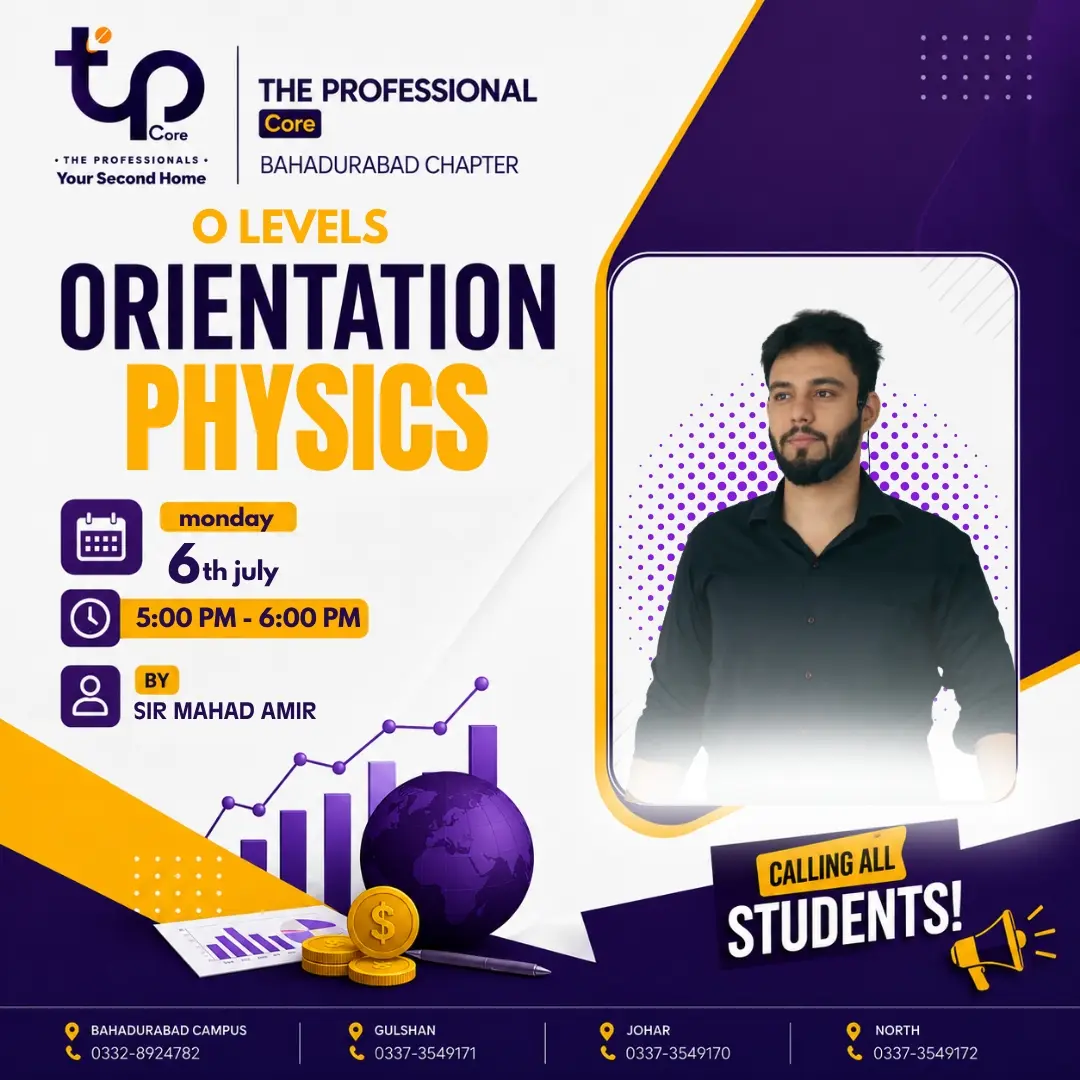 tip
Core
• THE PROFESSIONALS •
Your Second Home
THE PROFESSIONAL
Core
BAHADURABAD CHAPTER
O LEVELS
ORIENTATION
PHYSICS
monday
6th july
5:00 PM - 6:00 PM
BY
SIR MAHAD AMIR
$
CALLING ALL
STUDENTS!
BAHADURABAD CAMPUS
0332-8924782
GULSHAN
0337-3549171
JOHAR
0337-3549170
NORTH
0337-3549172